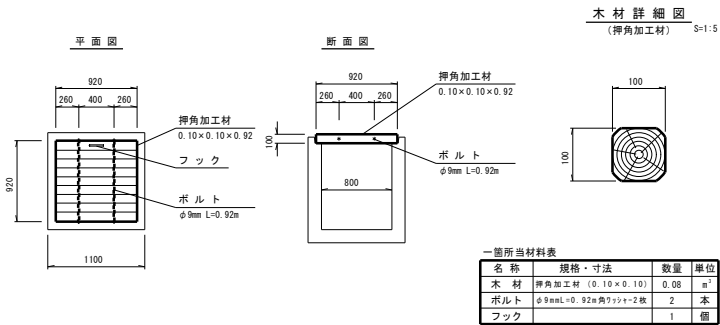 木材詳細図
(押角加工材) S=1:5
平面図
920
260 400 260
押角加工材
0.10×0.10×0.92
フック
ボルト
φ9mm L=0.92m
920
1100
断面図
920
260 400 260
押角加工材
0.10×0.10×0.92
100
ボルト
φ9mm L=0.92m
800
100
100
一箇所当材料表
名称 規格・寸法 数量 単位
木材 押角加工材 (0.10×0.10) 0.08 m³
ボルト φ9mmL=0.92m角ワッシャー2枚 2 本
フック 1 個